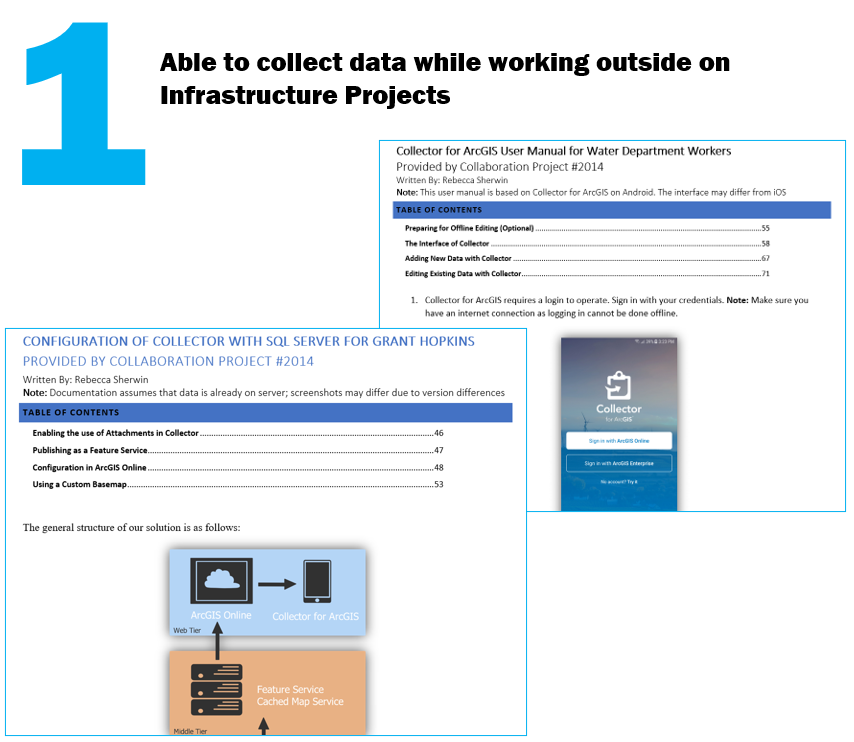 1
Able to collect data while working outside on
Infrastructure Projects
Collector for ArcGIS User Manual for Water Department Workers
Provided by Collaboration Project #2014
Written By: Rebecca Sherwin
Note: This user manual is based on Collector for ArcGIS on Android. The interface may differ from iOS
TABLE OF CONTENTS
Preparing for Offline Editing (Optional) ........ 55
The Interface of Collector ........ 58
Adding New Data with Collector ........ 67
Editing Existing Data with Collector ........ 71
1. Collector for ArcGIS requires a login to operate. Sign in with your credentials. Note: Make sure you
have an internet connection as logging in cannot be done offline.
Collector
for ArcGIS
Sign in with ArcGIS Online
Sign in with ArcGIS Enterprise
No account? Try it
CONFIGURATION OF COLLECTOR WITH SQL SERVER FOR GRANT HOPKINS
PROVIDED BY COLLABORATION PROJECT #2014
Written By: Rebecca Sherwin
Note: Documentation assumes that data is already on server; screenshots may differ due to version differences
TABLE OF CONTENTS
Enabling the use of Attachments in Collector ........ 46
Publishing as a Feature Service ........ 47
Configuration in ArcGIS Online ........ 48
Using a Custom Basemap ........ 53
The general structure of our solution is as follows:
ArcGIS Online
Collector for ArcGIS
Web Tier
Feature Service
Cached Map Service
Middle Tier